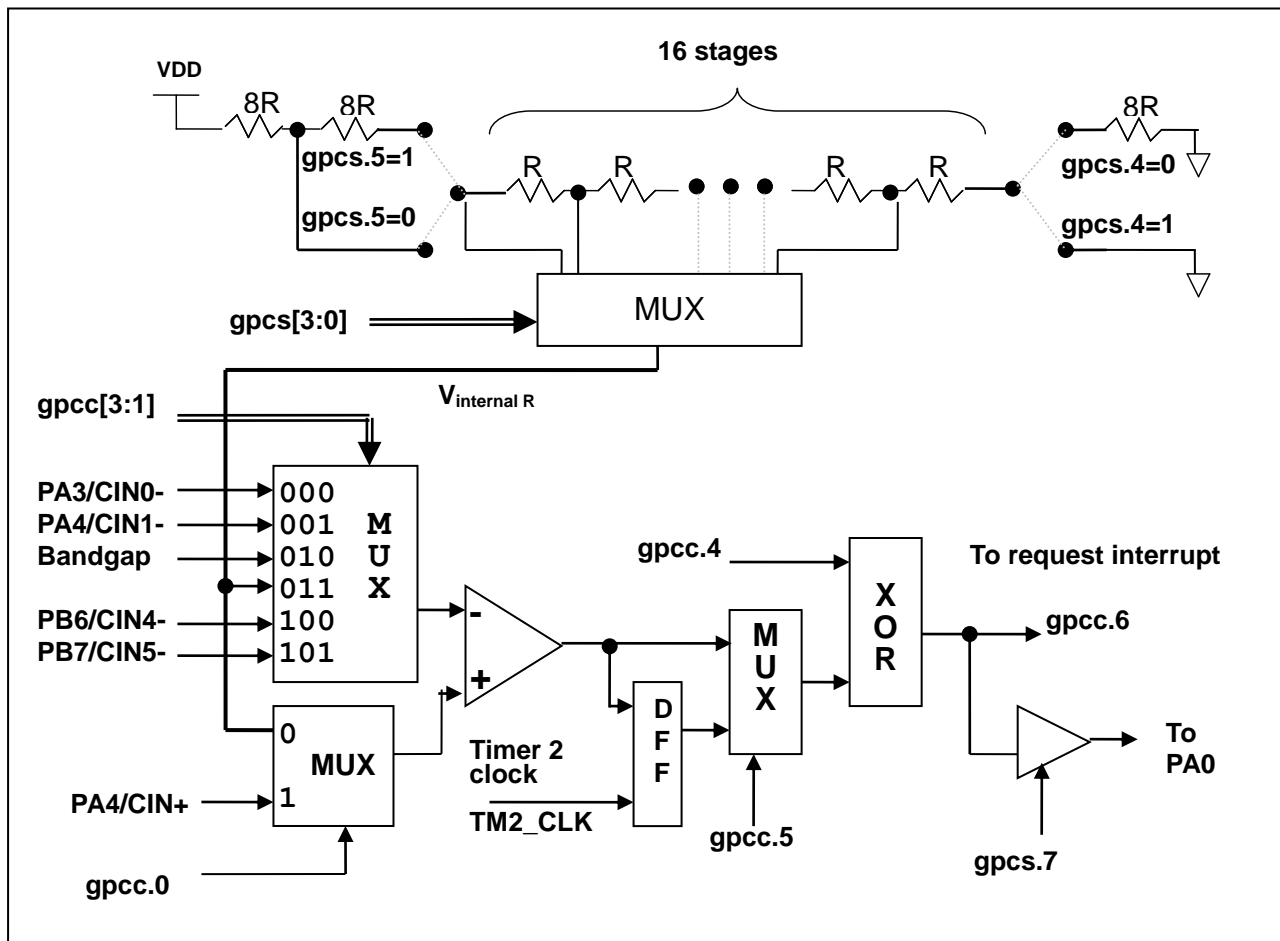 16 stages
VDD
8R
8R
8R
gpcs.5=1
gpcs.4=0
R
R
R
R
gpcs.5=0
gpcs.4=1
MUX
gpcs[3:0]
V internal R
gpcc[3:1]
PA3/CIN0-
000
PA4/CIN1-
001
Bandgap
010
011
PB6/CIN4-
100
PB7/CIN5-
101
M
U
X
-
+
gpcc.4
To request interrupt
X
O
R
gpcc.6
M
U
X
D
F
F
0
MUX
1
PA4/CIN+
gpcc.0
Timer 2
clock
TM2_CLK
gpcc.5
gpcs.7
To
PA0